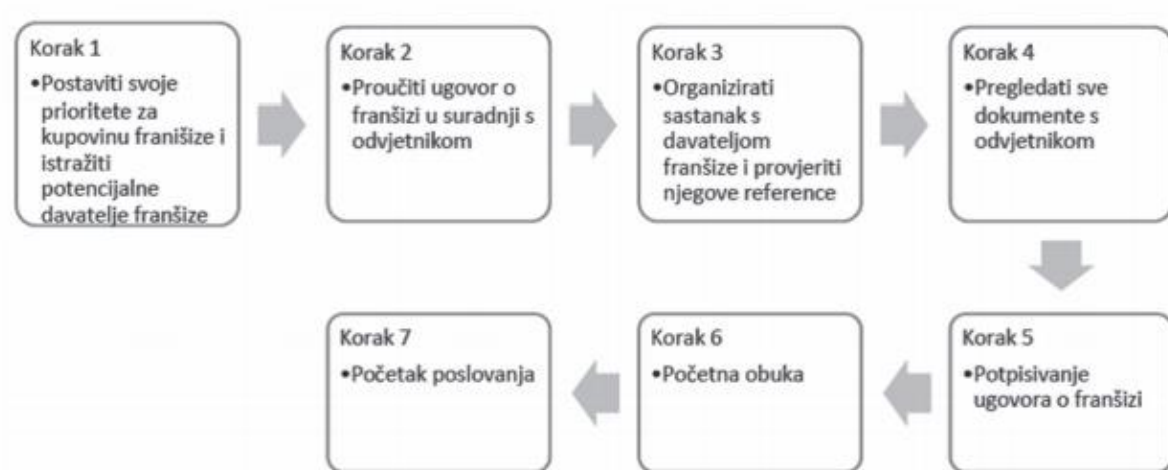 Korak 1
•Postaviti svoje
prioritete za
kupovinu franišize i
istražiti
potencijalne
davatelje franšize
Korak 2
•Proučiti ugovor o
franšizi u suradnji s
odvjetnikom
Korak 3
•Organizirati
sastanak s
davateljom
franšize i provjeriti
njegove reference
Korak 4
•Pregledati sve
dokumente s
odvjetnikom
Korak 5
•Potpisivanje
ugovora o franšizi
Korak 6
•Početna obuka
Korak 7
•Početak poslovanja